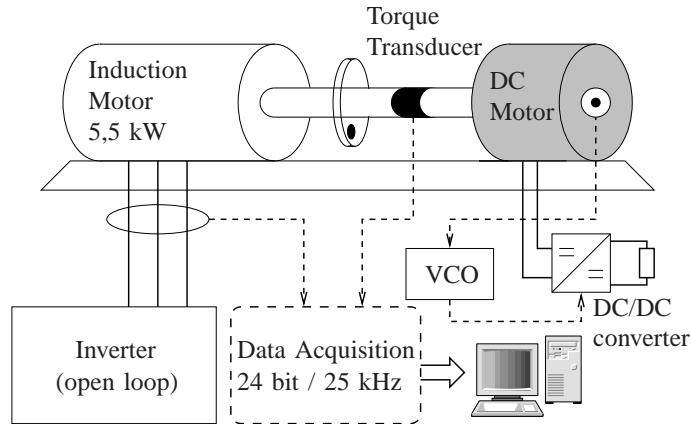 Torque
Transducer
Induction
Motor
5,5 kW
DC
Motor
VCO
DC/DC
converter
Inverter
(open loop)
Data Acquisition
24 bit / 25 kHz